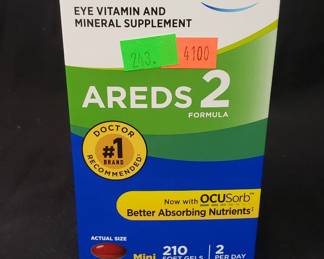 EYE VITAMIN AND
MINERAL SUPPLEMENT
243.
4100
AREDS 2
FORMULA
DOCTOR
#1
BRAND
RECOMMENDED†
Now with OCUSorb™
Better Absorbing Nutrients‡
ACTUAL SIZE
Mini
210
SOFT GELS
2
PER DAY